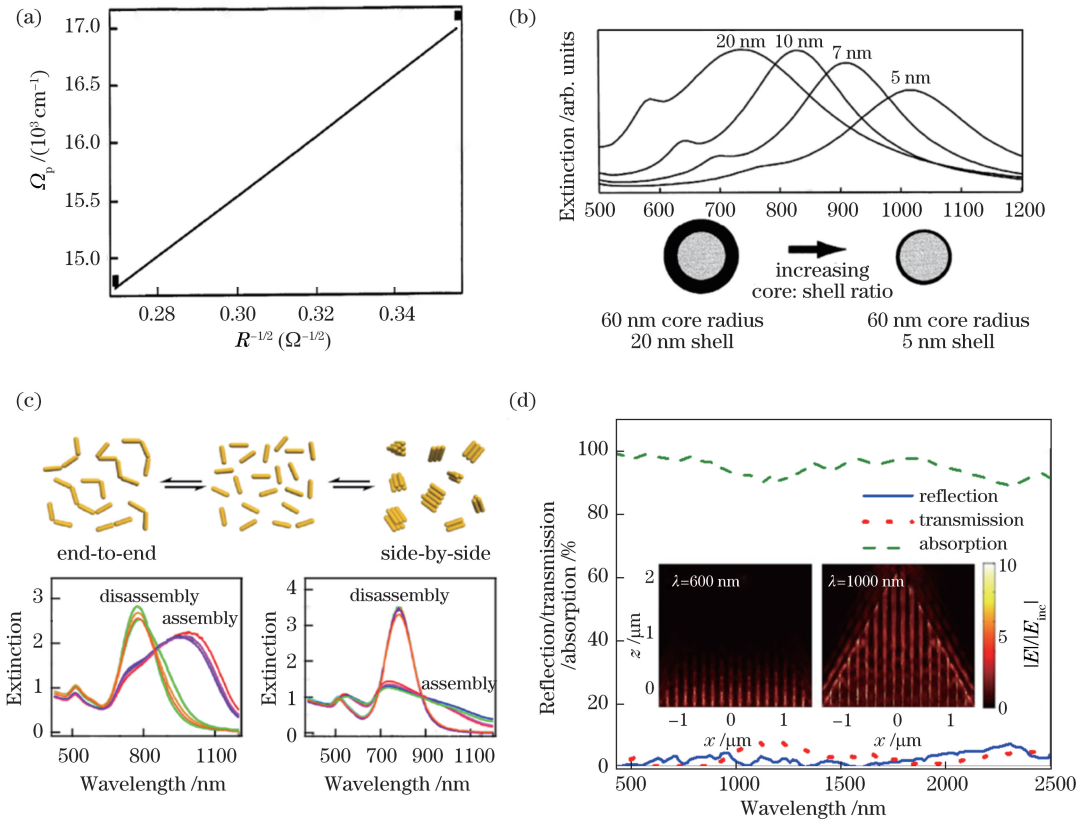 (a)
17.0
16.5
16.0
15.5
15.0
Ωp /(10³ cm⁻¹)
0.28 0.30 0.32 0.34
R⁻¹/² (Ω⁻¹/²)
(b)
Extinction /arb. units
20 nm 10 nm
7 nm
5 nm
500 600 700 800 900 1000 1100 1200
increasing
core: shell ratio
60 nm core radius
20 nm shell
60 nm core radius
5 nm shell
(c)
end-to-end
side-by-side
Extinction
3
2
1
0
disassembly
assembly
500 800 1100
Wavelength /nm
Extinction
4
3
2
1
0
disassembly
assembly
500 700 900 1100
Wavelength /nm
(d)
Reflection/transmission
/absorption /%
100
80
60
40
20
0
reflection
transmission
absorption
λ=600 nm
λ=1000 nm
z /μm
2
1
0
−1 0 1
x /μm
−1 0 1
x /μm
10
5
0
|E|/|Einc|
500 1000 1500 2000 2500
Wavelength /nm